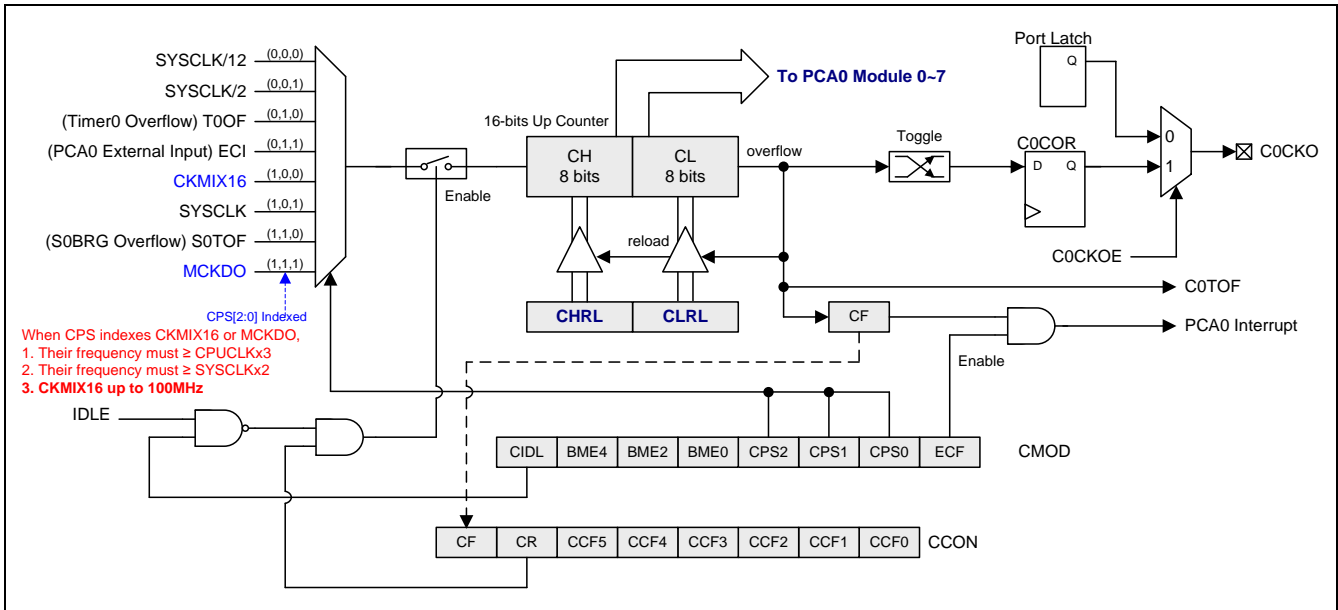 SYSCLK/12 (0,0,0)
SYSCLK/2 (0,0,1)
(Timer0 Overflow) T0OF (0,1,0)
(PCA0 External Input) ECI (0,1,1)
CKMIX16 (1,0,0)
SYSCLK (1,0,1)
(S0BRG Overflow) S0TOF (1,1,0)
MCKDO (1,1,1)
CPS[2:0] Indexed
When CPS indexes CKMIX16 or MCKDO,
1. Their frequency must ≥ CPUCLKx3
2. Their frequency must ≥ SYSCLKx2
3. CKMIX16 up to 100MHz
Enable
16-bits Up Counter
To PCA0 Module 0~7
CH
8 bits
CL
8 bits
overflow
reload
CHRL
CLRL
Toggle
Port Latch
Q
C0COR
D
Q
0
1
C0CKO
C0CKOE
C0TOF
CF
Enable
PCA0 Interrupt
IDLE
CIDL BME4 BME2 BME0 CPS2 CPS1 CPS0 ECF CMOD
CF CR CCF5 CCF4 CCF3 CCF2 CCF1 CCF0 CCON